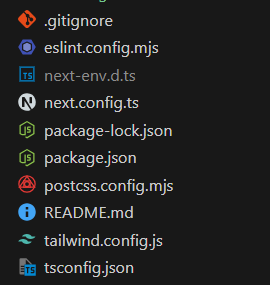 .gitignore
eslint.config.mjs
next-env.d.ts
next.config.ts
package-lock.json
package.json
postcss.config.mjs
README.md
tailwind.config.js
tsconfig.json